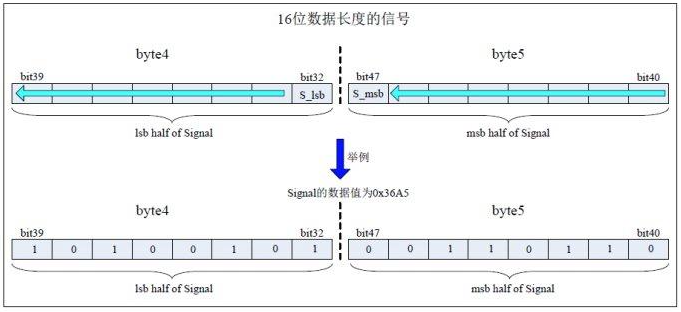 16位数据长度的信号
byte4 byte5
bit39 bit32 bit47 bit40
S_lsb S_msb
lsb half of Signal msb half of Signal
举例
Signal的数据值为0x36A5
byte4 byte5
bit39 bit32 bit47 bit40
1 0 1 0 0 1 0 1 0 0 1 1 0 1 1 0
lsb half of Signal msb half of Signal